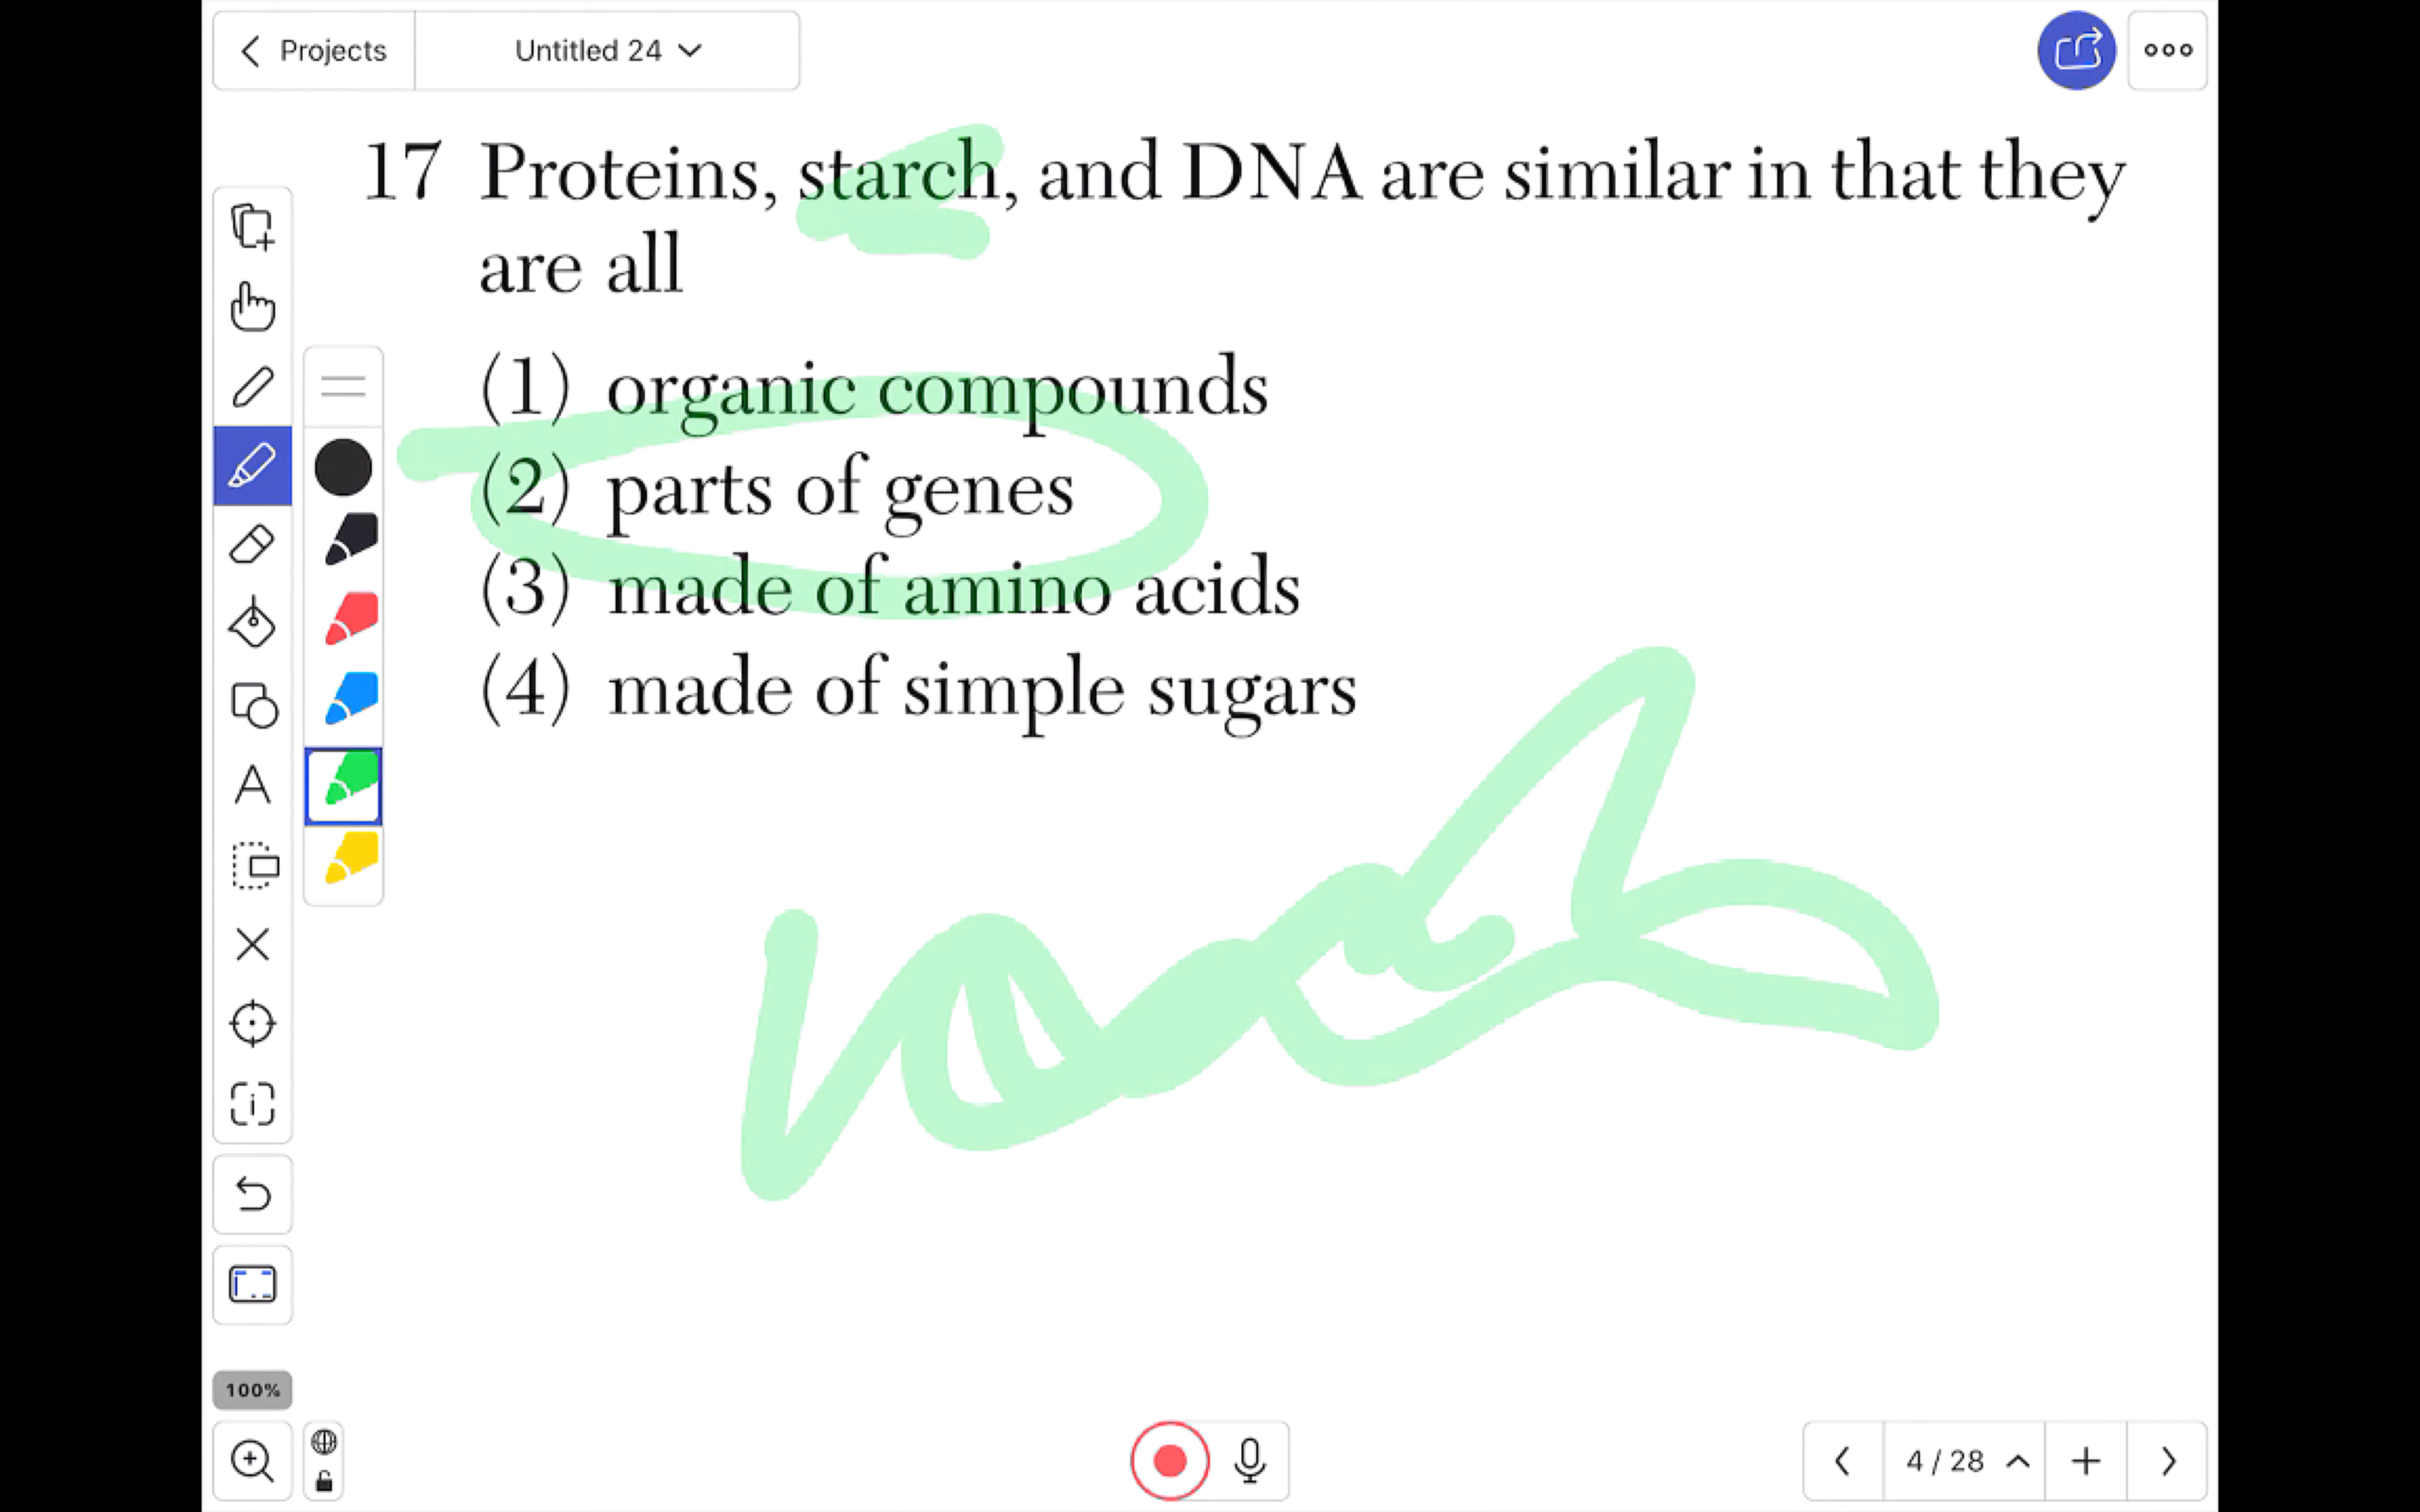 Projects
Untitled 24
17 Proteins, starch, and DNA are similar in that they
are all
(1) organic compounds
(2) parts of genes
(3) made of amino acids
(4) made of simple sugars
100%
4 / 28